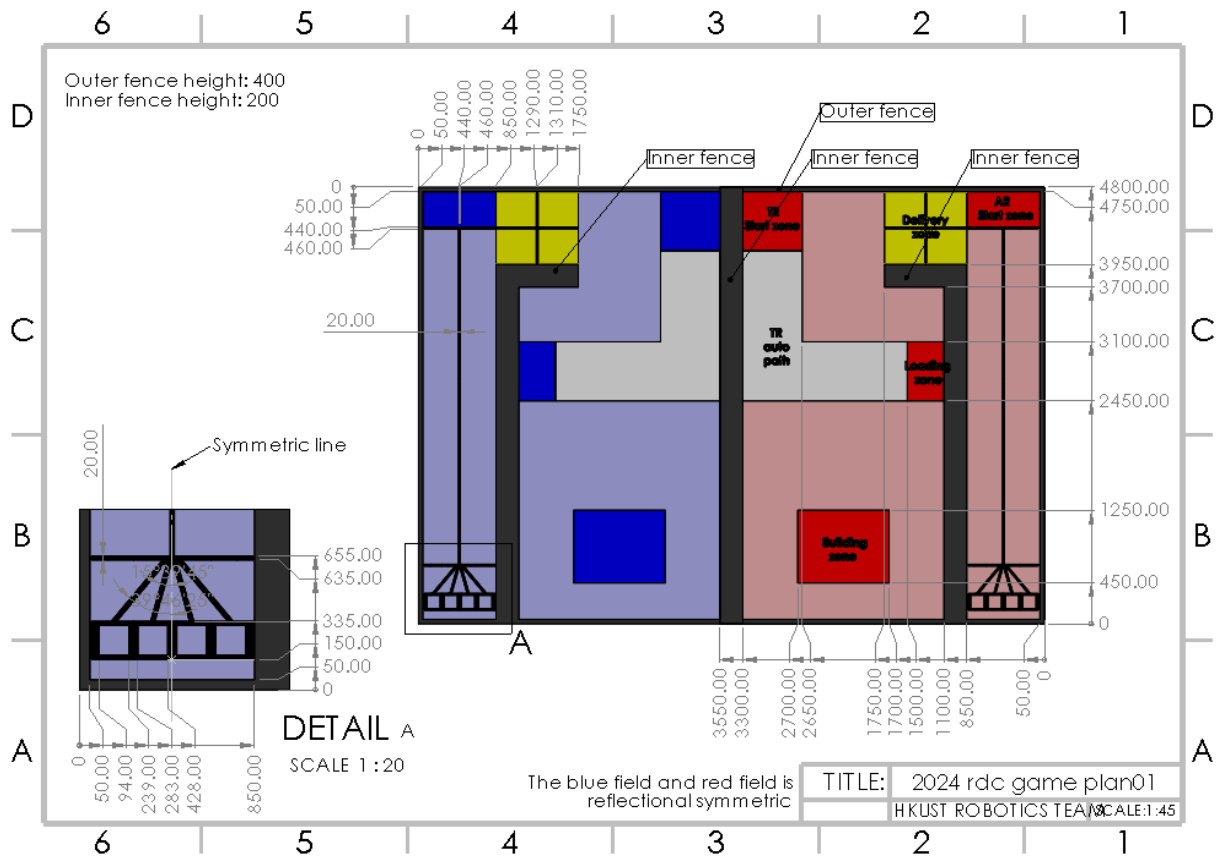 6 5 4 3 2 1
D
D
Outer fence height: 400
Inner fence height: 200
0
50.00
440.00
460.00
850.00
1290.00
1310.00
1750.00
Outer fence
Inner fence
Inner fence
Inner fence
0
50.00
440.00
460.00
TR
Start zone
Delivery
zone
AR
Start zone
4800.00
4750.00
3950.00
3700.00
3100.00
2450.00
1250.00
450.00
0
C
C
20.00
TR
auto
path
Loading
zone
Building
zone
B
B
20.00
Symmetric line
655.00
635.00
335.00
150.00
50.00
0
A
3550.00
3300.00
2700.00
2650.00
1750.00
1700.00
1500.00
1100.00
850.00
50.00
0
0
50.00
94.00
239.00
283.00
428.00
850.00
DETAIL A
SCALE 1 : 20
A
A
The blue field and red field is
reflectional symmetric
TITLE: 2024 rdc game plan01
HKUST ROBOTICS TEAM SCALE:1:45
6 5 4 3 2 1